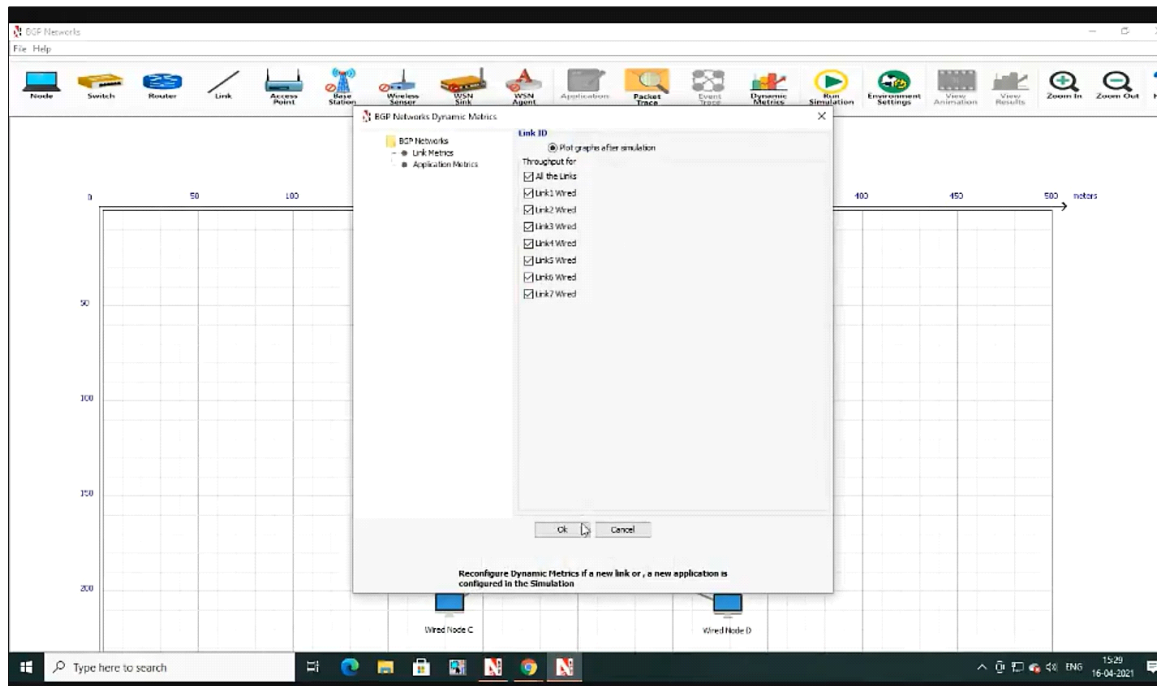 BGP Networks
File Help
Node Switch Router Link Access Point Base Station Wireless Sensor WSN Sink WSN Agent Application Packet Trace Event Trace Dynamic Metrics Run Simulation Environment Settings View Animation View Results Zoom In Zoom Out
BGP Networks Dynamic Metrics
BGP Networks
Link Metrics
Application Metrics
Link ID
Plot graphs after simulation
Throughput for
All the Links
Link1 Wired
Link2 Wired
Link3 Wired
Link4 Wired
Link5 Wired
Link6 Wired
Link7 Wired
Ok Cancel
Reconfigure Dynamic Metrics if a new link or , a new application is
configured in the Simulation
0 50 100 400 450 500 meters
50
100
150
200
Wired Node C Wired Node D
Type here to search
ENG
15:29
16-04-2021